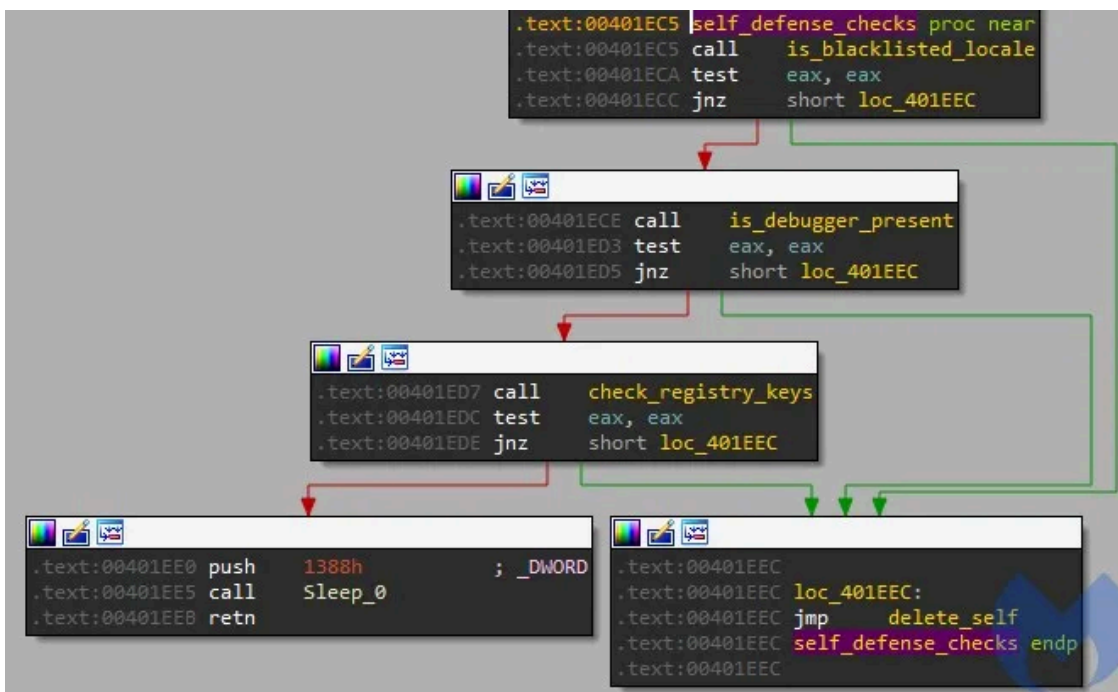 .text:00401EC5 self_defense_checks proc near
.text:00401EC5 call is_blacklisted_locale
.text:00401ECA test eax, eax
.text:00401ECC jnz short loc_401EEC
.text:00401ECE call is_debugger_present
.text:00401ED3 test eax, eax
.text:00401ED5 jnz short loc_401EEC
.text:00401ED7 call check_registry_keys
.text:00401EDC test eax, eax
.text:00401EDE jnz short loc_401EEC
.text:00401EE0 push 1388h ; _DWORD
.text:00401EE5 call Sleep_0
.text:00401EEB retn
.text:00401EEC
.text:00401EEC loc_401EEC:
.text:00401EEC jmp delete_self
.text:00401EEC self_defense_checks endp
.text:00401EEC